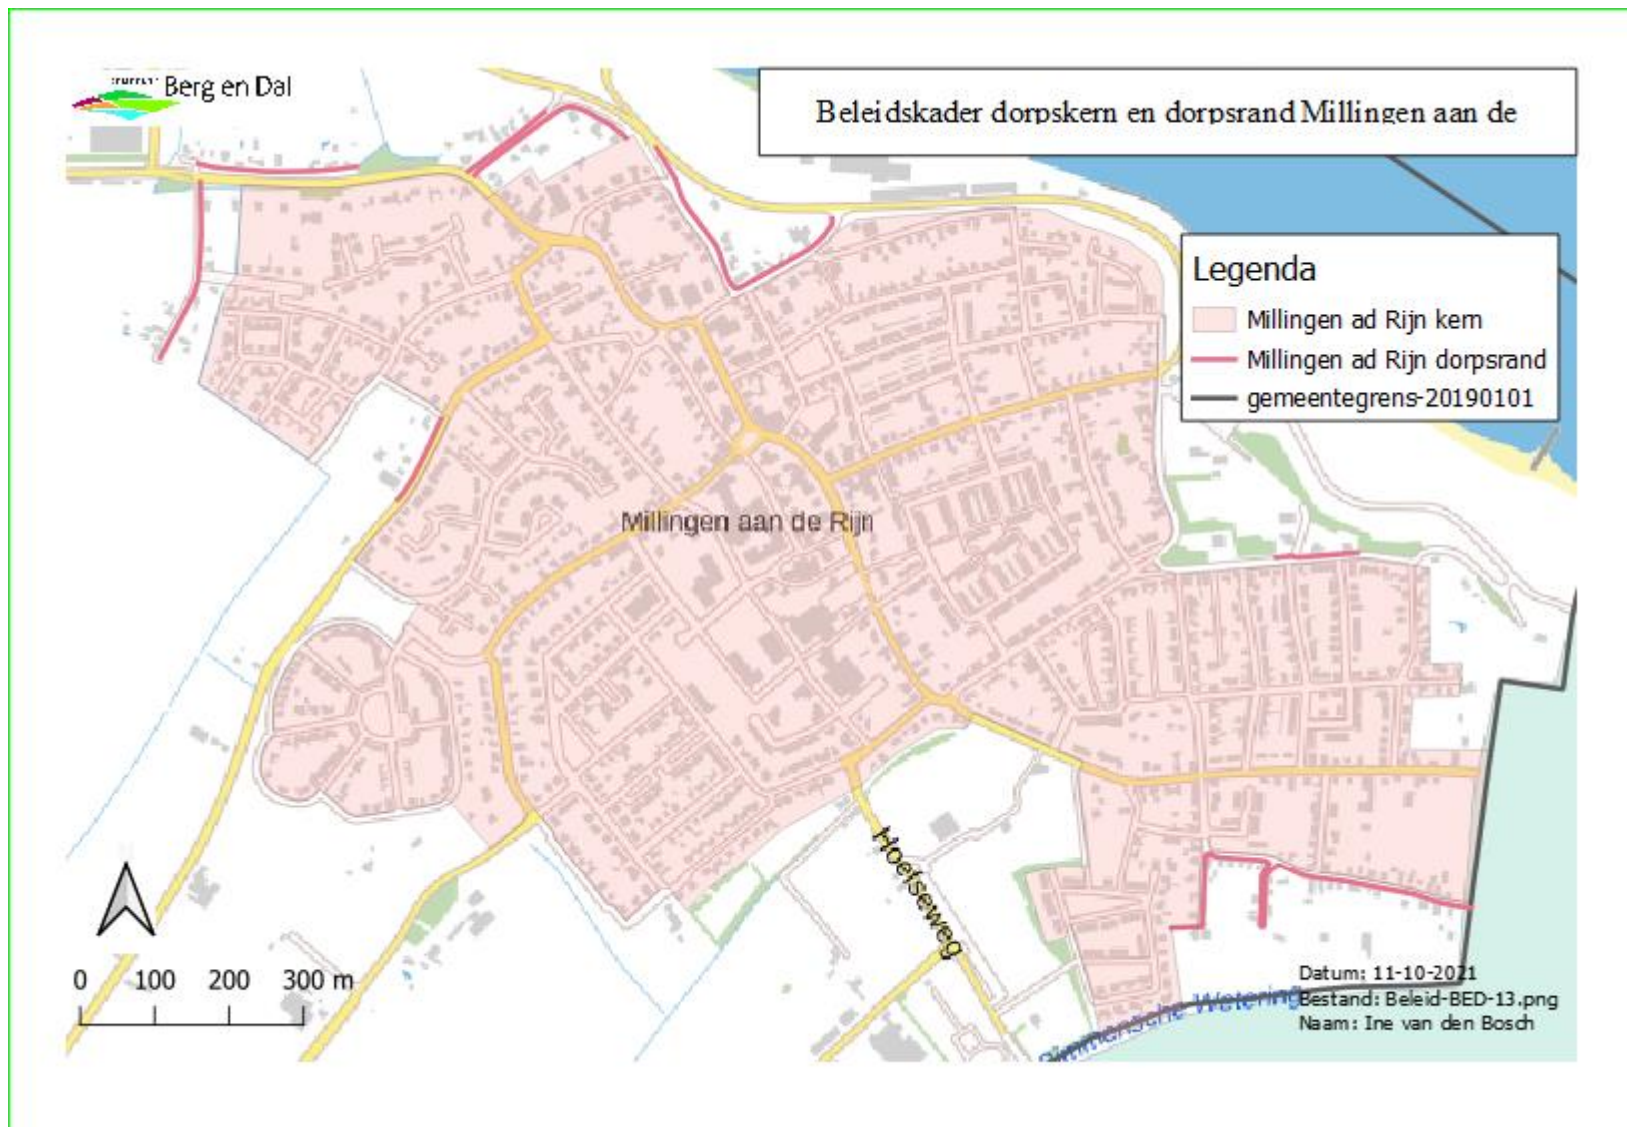 Berg en Dal
Beleidskader dorpskern en dorpsrand Millingen aan de
Legenda
Millingen ad Rijn kern
Millingen ad Rijn dorpsrand
gemeentegrens-20190101
Millingen aan de Rijn
Hoefseweg
0 100 200 300 m
Datum: 11-10-2021
Bestand: Beleid-BED-13.png
Naam: Ine van den Bosch
Wetering